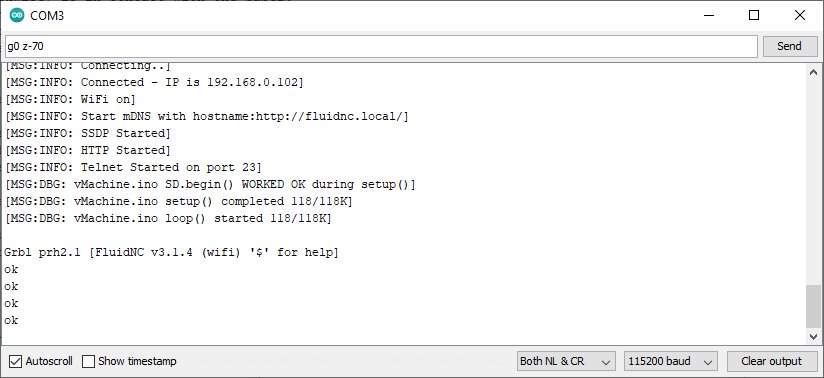 COM3
g0 z-70
Send
[MSG:INFO: Connecting..]
[MSG:INFO: Connected - IP is 192.168.0.102]
[MSG:INFO: WiFi on]
[MSG:INFO: Start mDNS with hostname:http://fluidnc.local/]
[MSG:INFO: SSDP Started]
[MSG:INFO: HTTP Started]
[MSG:INFO: Telnet Started on port 23]
[MSG:DBG: vMachine.ino SD.begin() WORKED OK during setup()]
[MSG:DBG: vMachine.ino setup() completed 118/118K]
[MSG:DBG: vMachine.ino loop() started 118/118K]
Grbl prh2.1 [FluidNC v3.1.4 (wifi) '$' for help]
ok
ok
ok
ok
Autoscroll
Show timestamp
Both NL & CR
115200 baud
Clear output